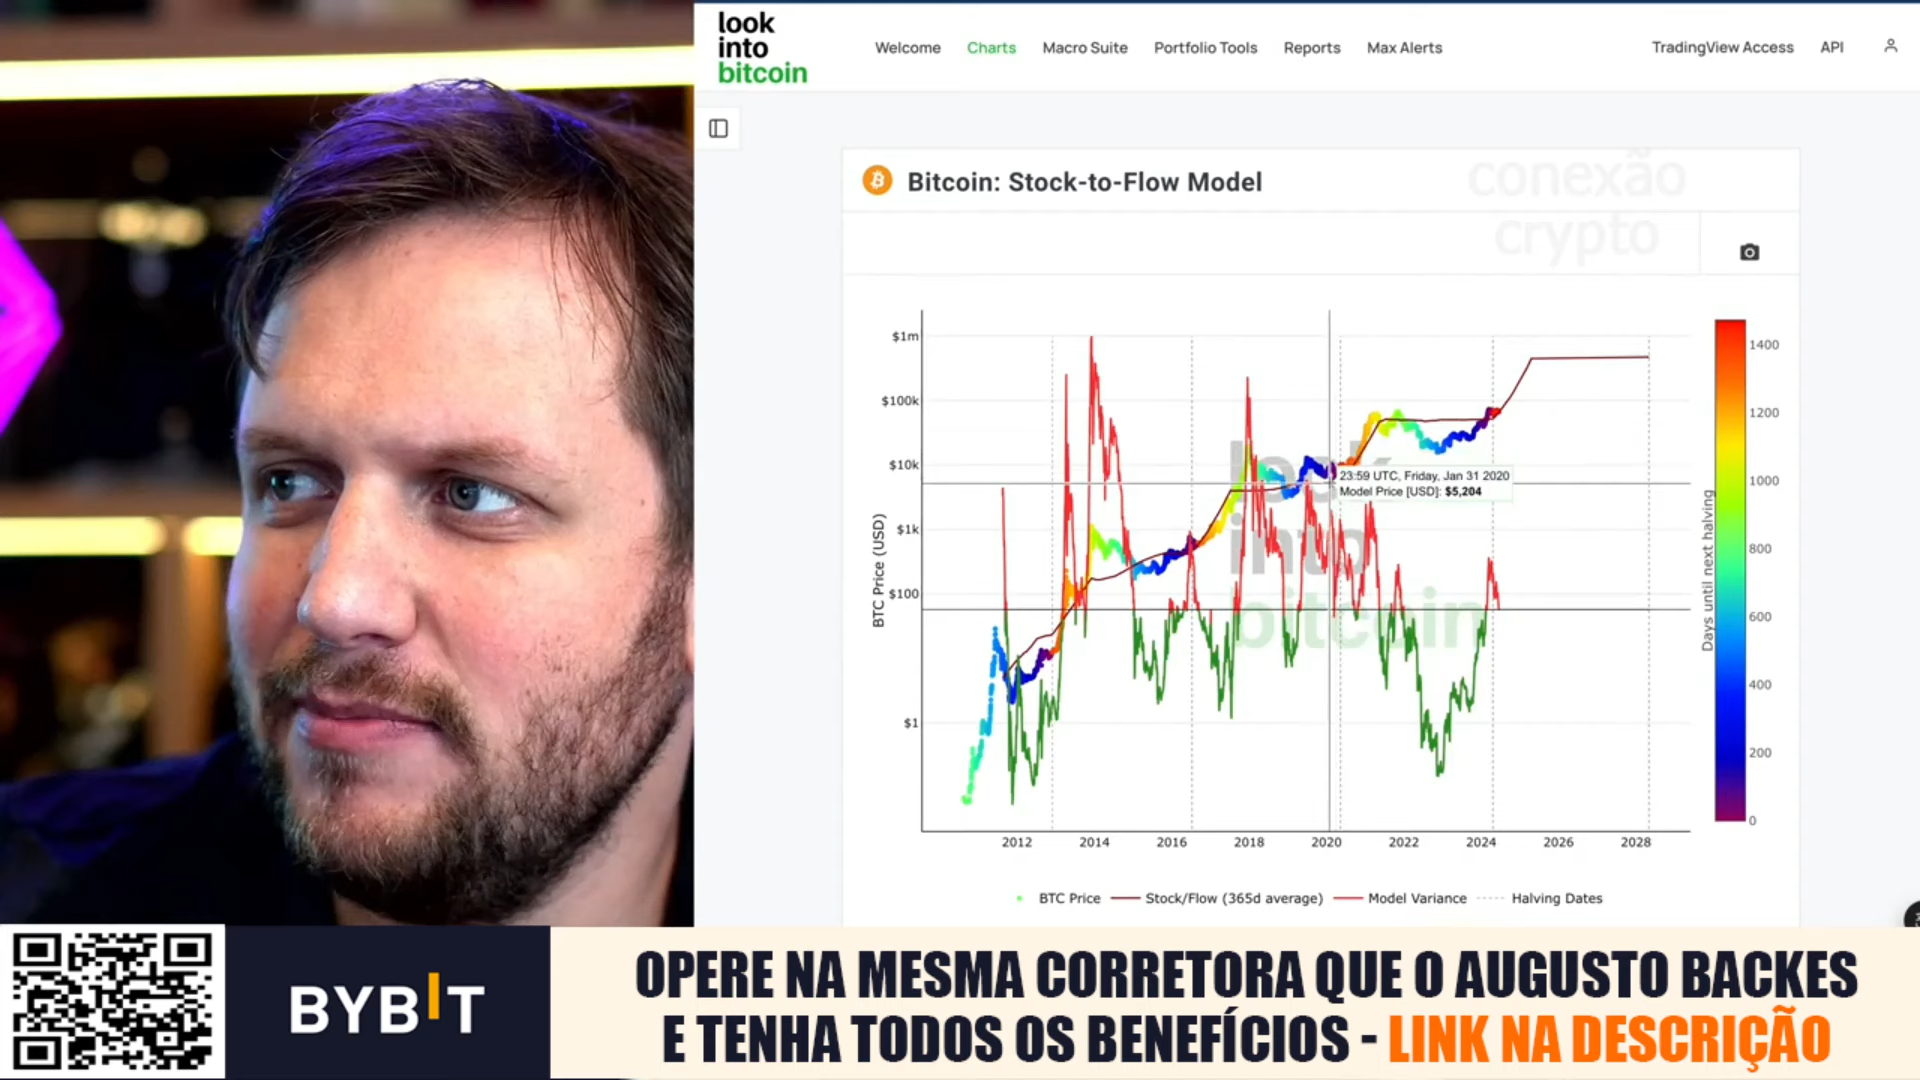 look
into
bitcoin
Welcome Charts Macro Suite Portfolio Tools Reports Max Alerts TradingView Access API
Bitcoin: Stock-to-Flow Model
conexão
crypto
$1m
$100k
$10k
$1k
$100
$1
BTC Price (USD)
look
into
bitcoin
23:59 UTC, Friday, Jan 31 2020
Model Price [USD]: $5,204
1400
1200
1000
800
600
400
200
0
Days until next halving
2012 2014 2016 2018 2020 2022 2024 2026 2028
BTC Price Stock/Flow (365d average) Model Variance Halving Dates
BYBIT
OPERE NA MESMA CORRETORA QUE O AUGUSTO BACKES
E TENHA TODOS OS BENEFÍCIOS - LINK NA DESCRIÇÃO